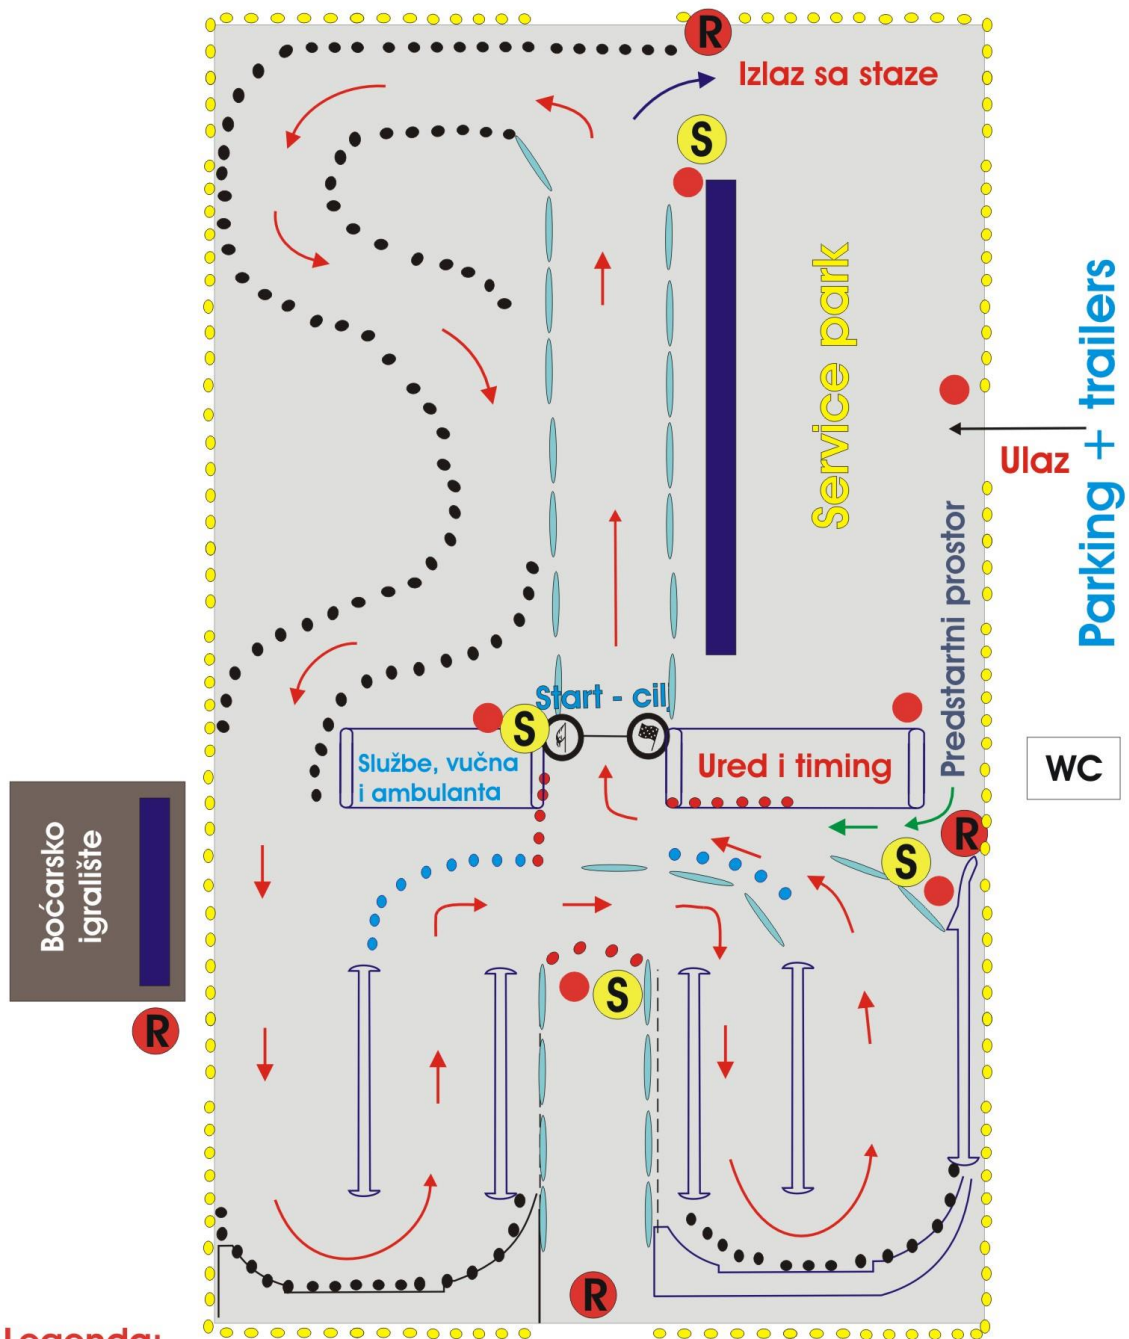 R
Izlaz sa staze
S
Service park
Parking + trailers
Ulaz
Predstartni prostor
Start - cilj
S
Službe, vučna
i ambulanta
Ured i timing
WC
R
S
Boćarsko
igralište
S
R
R
Legenda: